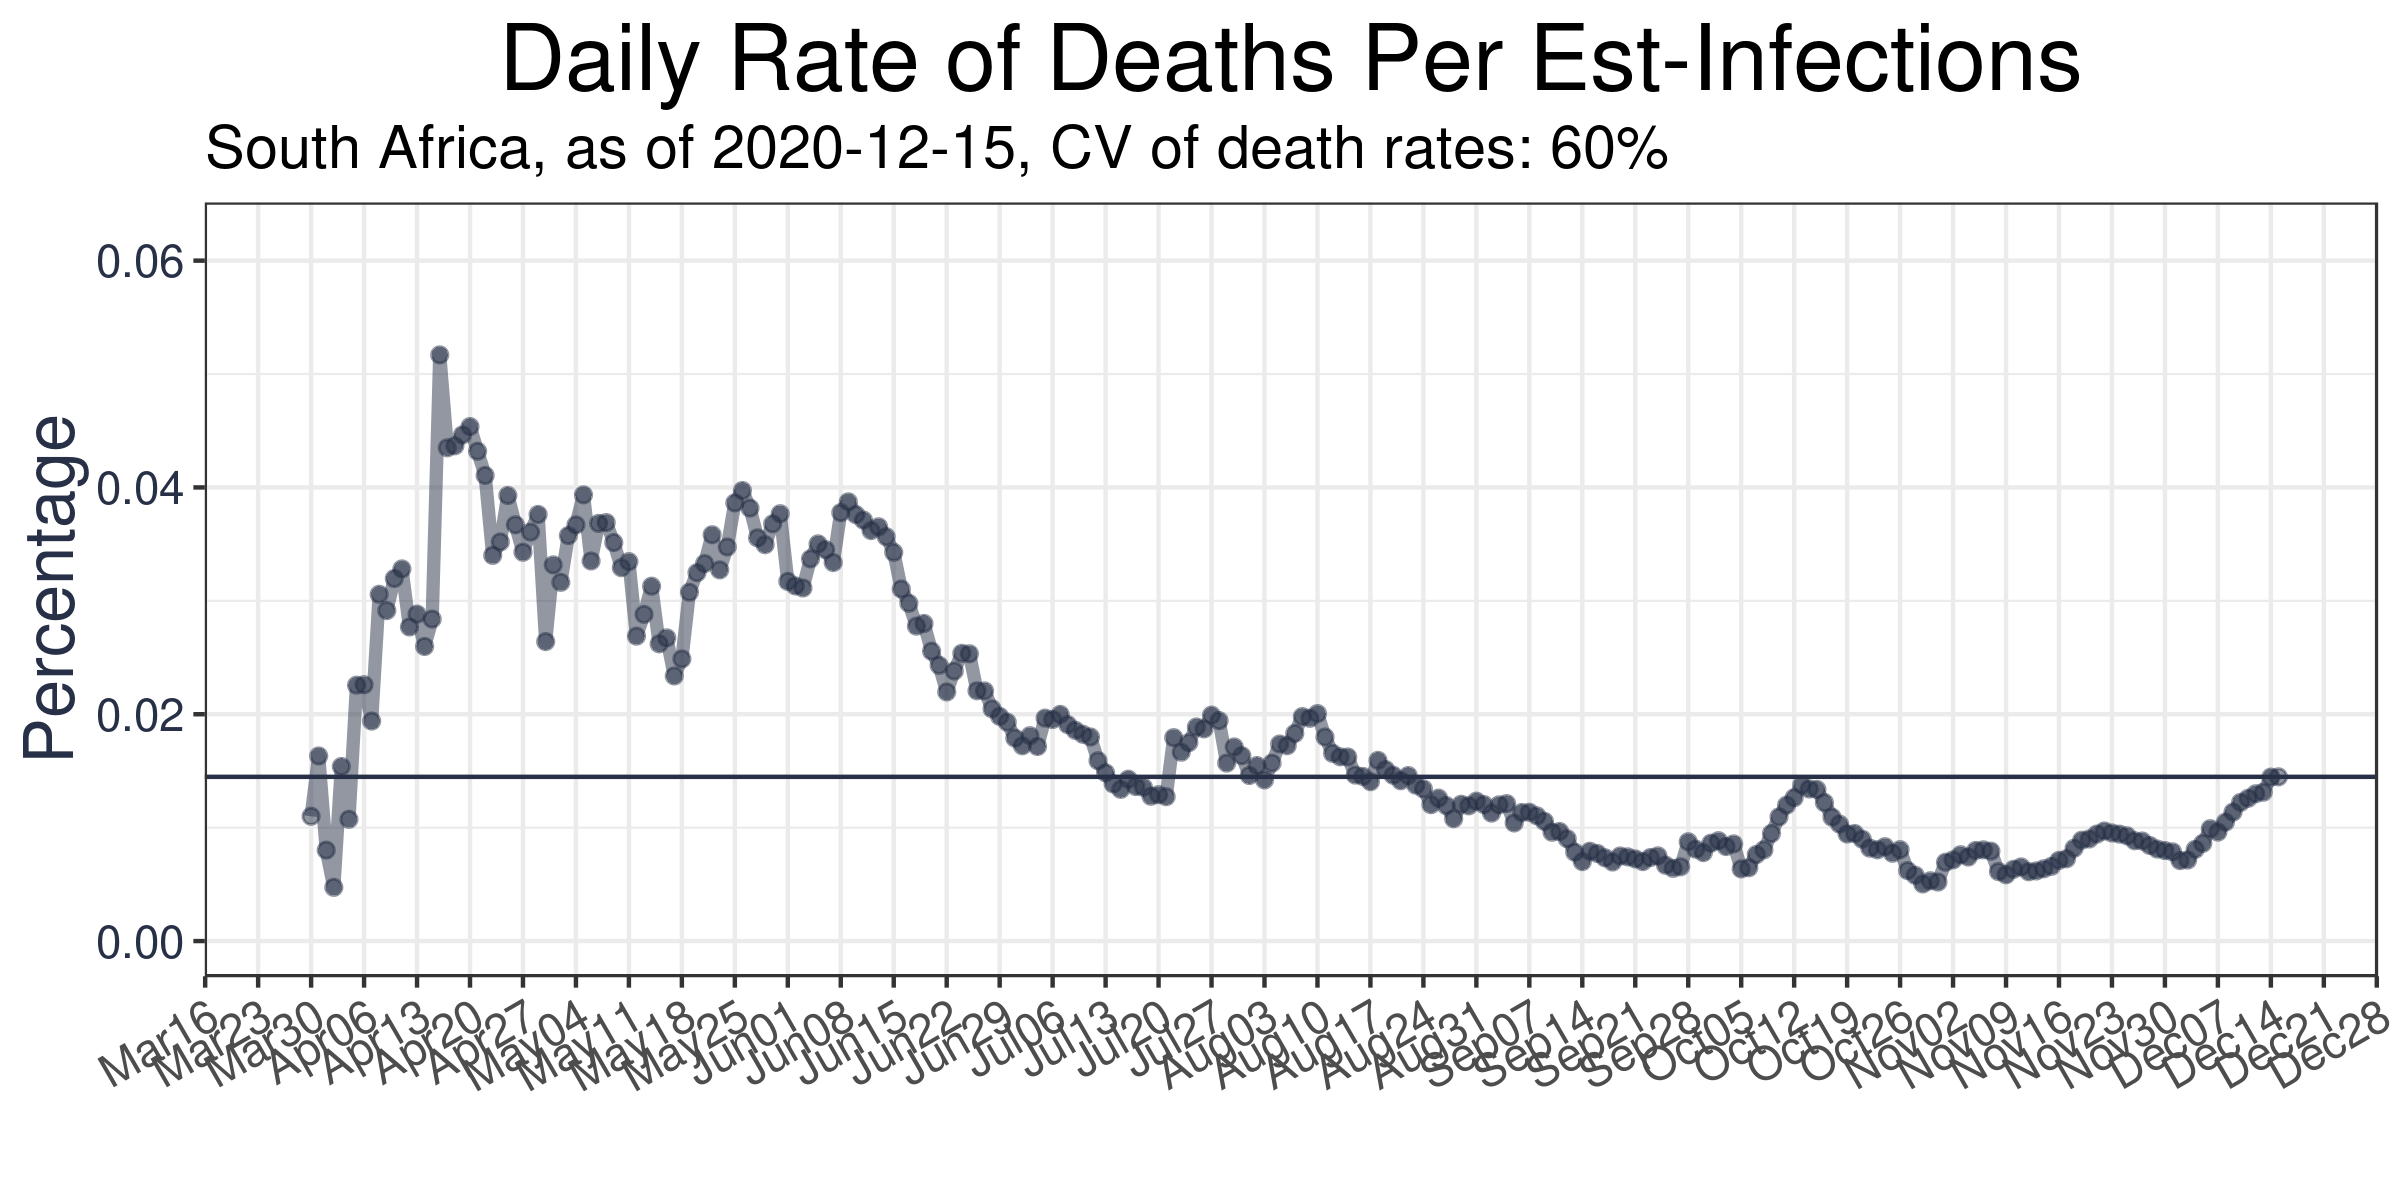 Daily Rate of Deaths Per Est-Infections
South Africa, as of 2020-12-15, CV of death rates: 60%
Percentage
0.06
0.04
0.02
0.00
Mar16
Mar23
Mar30
Apr06
Apr13
Apr20
Apr27
May04
May11
May18
May25
Jun01
Jun08
Jun15
Jun22
Jun29
Jul06
Jul13
Jul20
Jul27
Aug03
Aug10
Aug17
Aug24
Aug31
Sep07
Sep14
Sep21
Sep28
Oct05
Oct12
Oct19
Oct26
Nov02
Nov09
Nov16
Nov23
Nov30
Dec07
Dec14
Dec21
Dec28